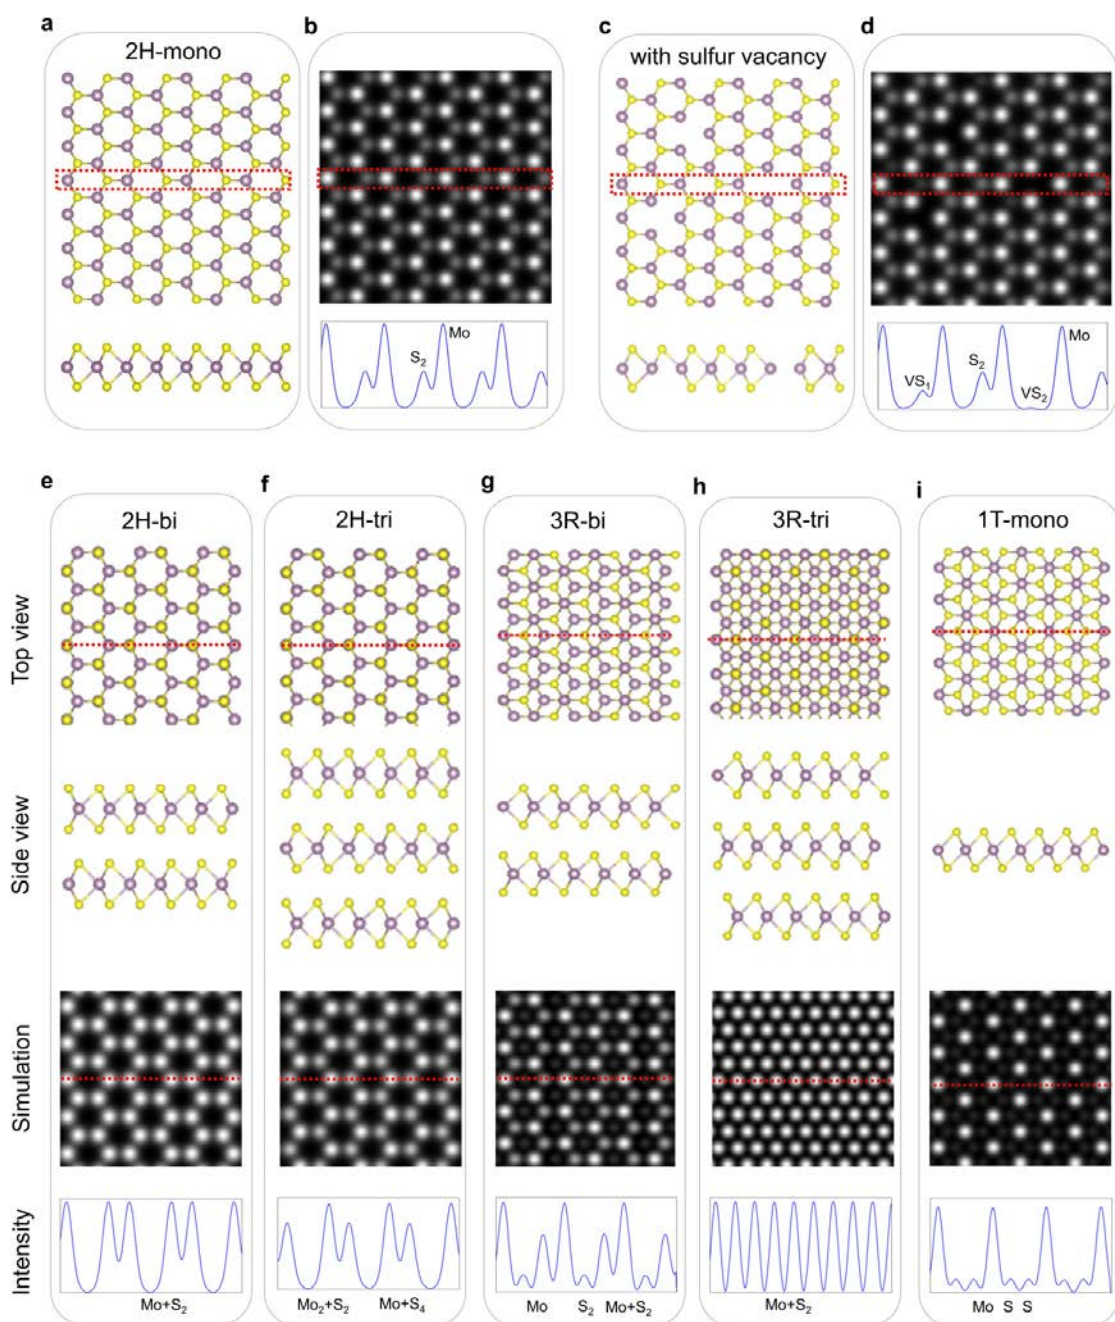 a
2H-mono
b
S₂
Mo
c
with sulfur vacancy
d
VS₁
S₂
VS₂
Mo
e
2H-bi
f
2H-tri
g
3R-bi
h
3R-tri
i
1T-mono
Top view
Side view
Simulation
Intensity
Mo+S₂
Mo₂+S₂ Mo+S₄
Mo S₂ Mo+S₂
Mo+S₂
Mo S S